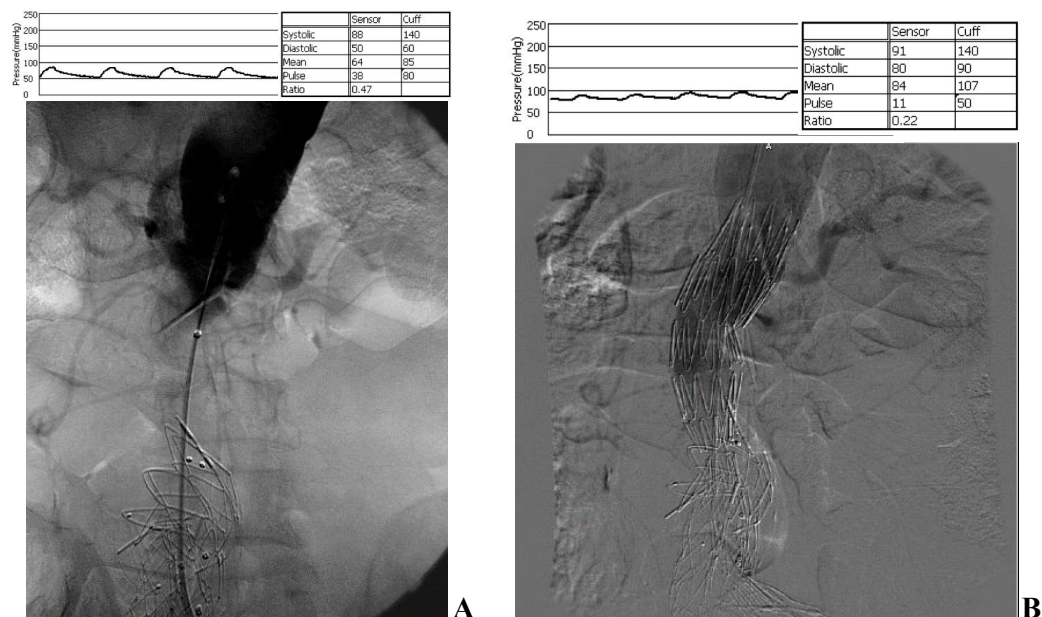 250
200
150
100
50
0
Pressure(mmHg)
Sensor Cuff
Systolic 88 140
Diastolic 50 60
Mean 64 85
Pulse 38 80
Ratio 0.47
A
250
200
150
100
50
0
Pressure(mmHg)
Sensor Cuff
Systolic 91 140
Diastolic 80 90
Mean 84 107
Pulse 11 50
Ratio 0.22
A
B